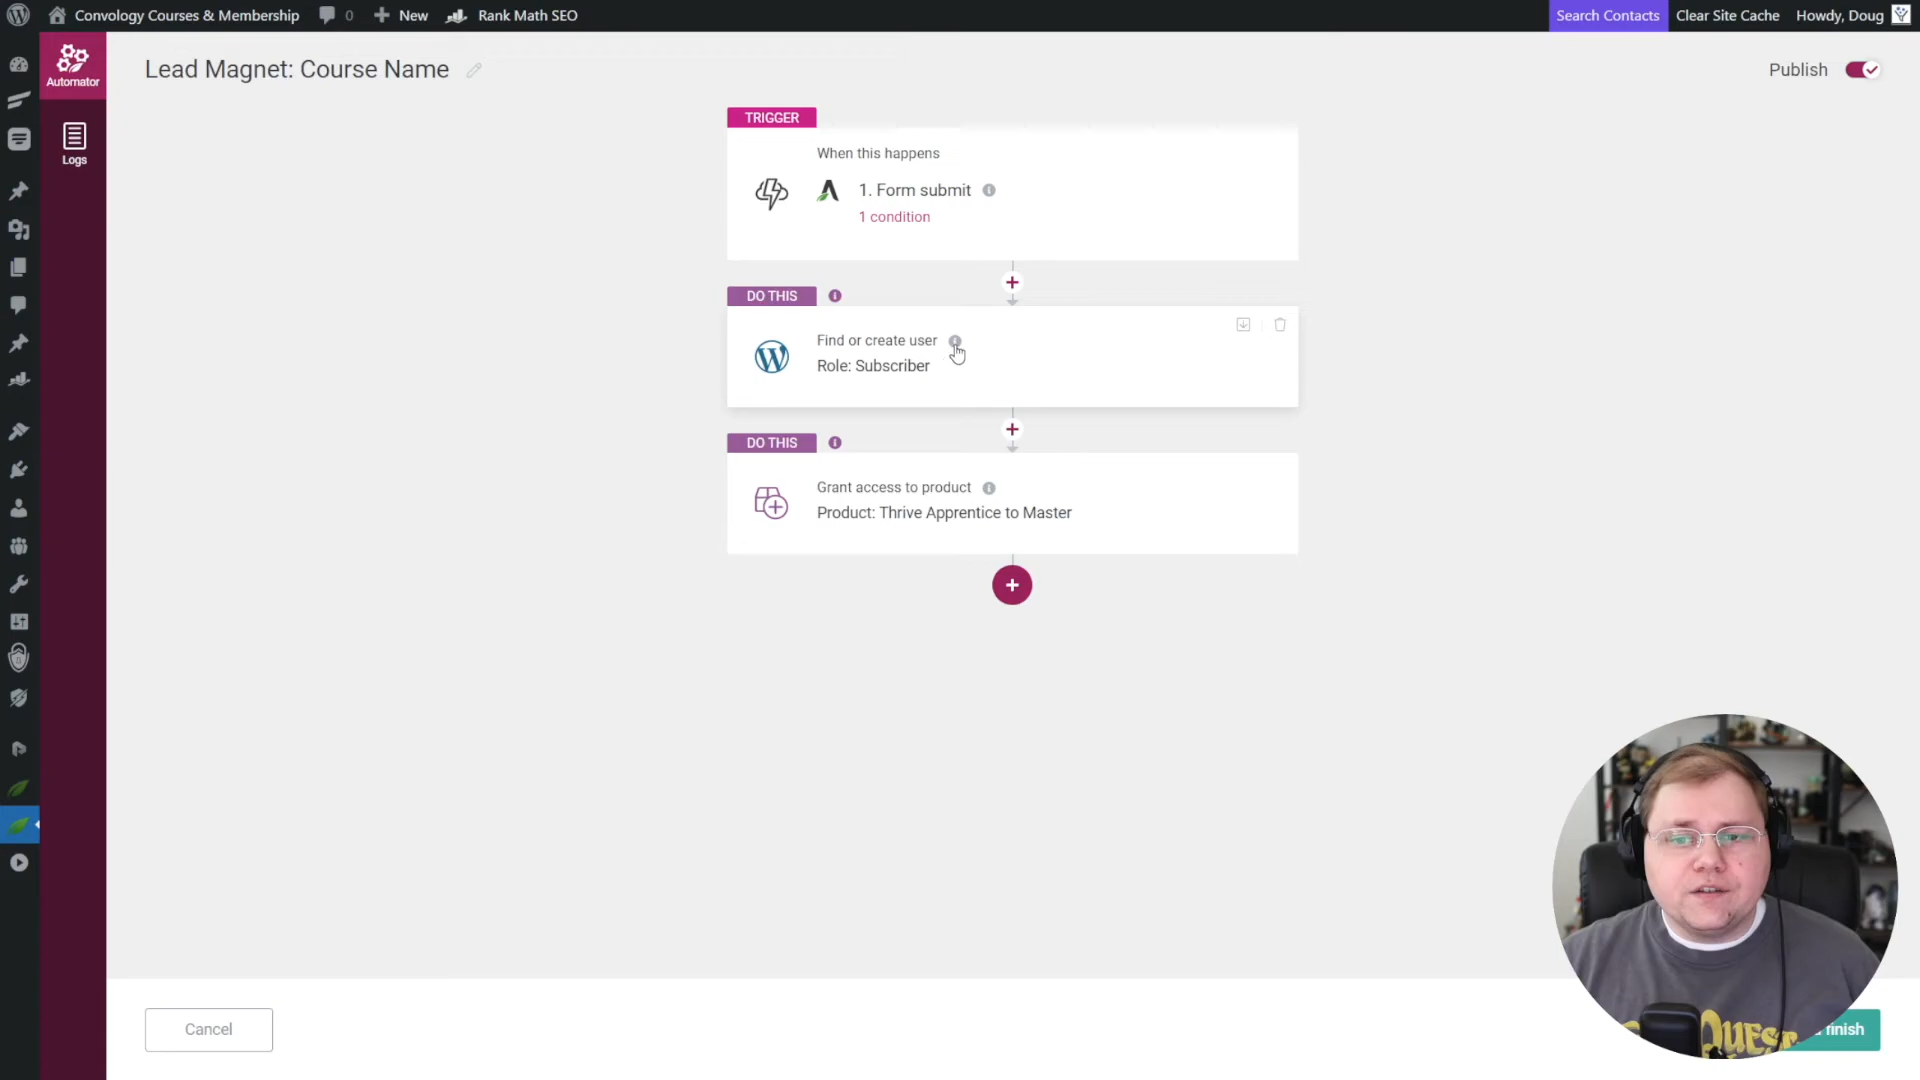 Convology Courses & Membership
0
New
Rank Math SEO
Search Contacts
Clear Site Cache
Howdy, Doug
Automator
Logs
Lead Magnet: Course Name
Publish
TRIGGER
When this happens
1. Form submit
1 condition
DO THIS
Find or create user
Role: Subscriber
DO THIS
Grant access to product
Product: Thrive Apprentice to Master
Cancel
finish
QUEST